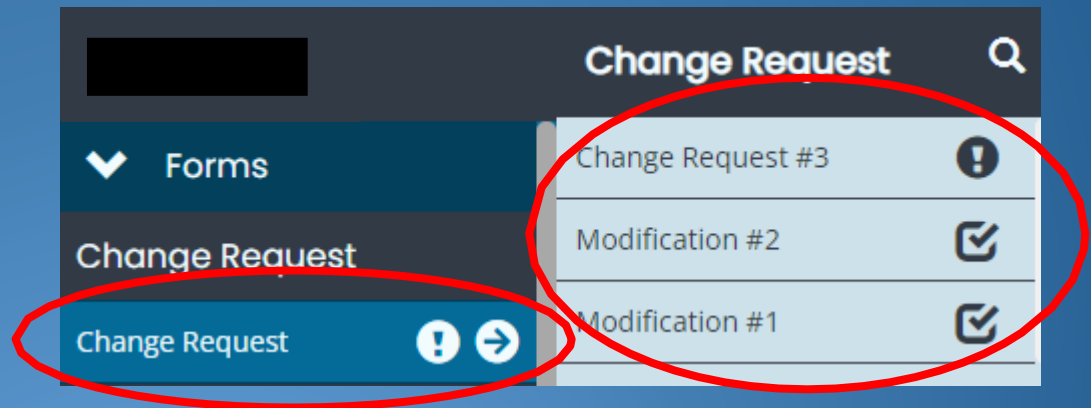 Forms
Change Request
Change Request
Change Request
Change Request #3
Modification #2
Modification #1